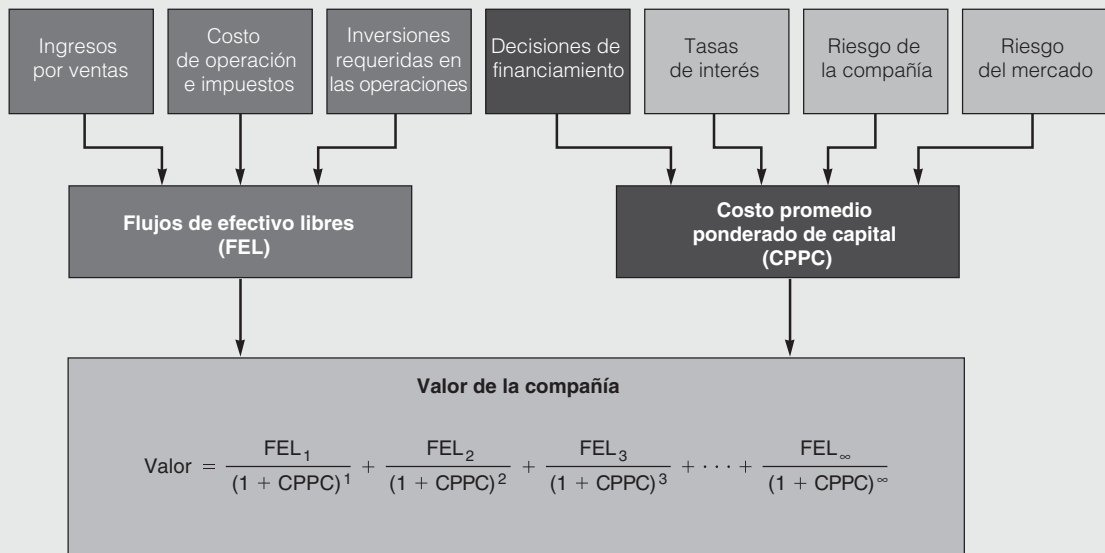 Ingresos
por ventas
Costo
de operación
e impuestos
Inversiones
requeridas en
las operaciones
Decisiones de
financiamiento
Tasas
de interés
Riesgo de
la compañía
Riesgo
del mercado
Flujos de efectivo libres
(FEL)
Costo promedio
ponderado de capital
(CPPC)
Valor de la compañía
Valor = FEL₁/(1 + CPPC)¹ + FEL₂/(1 + CPPC)² + FEL₃/(1 + CPPC)³ + · · · + FEL∞/(1 + CPPC)^∞